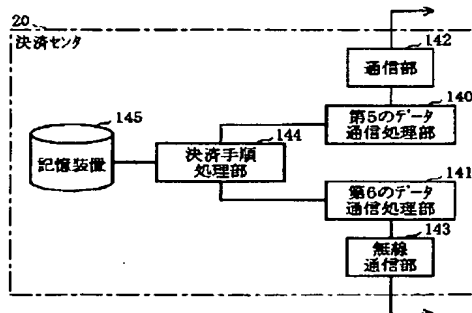 20
決済センタ
142
通信部
140
第5のデータ
通信処理部
145
記憶装置
144
決済手順
処理部
141
第6のデータ
通信処理部
143
無線
通信部